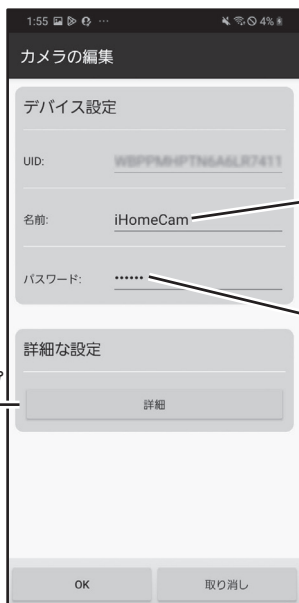 1:55 … 4%
カメラの編集
デバイス設定
UID:
名前: iHomeCam
パスワード: ••••••
詳細な設定
?
詳細
OK 取り消し